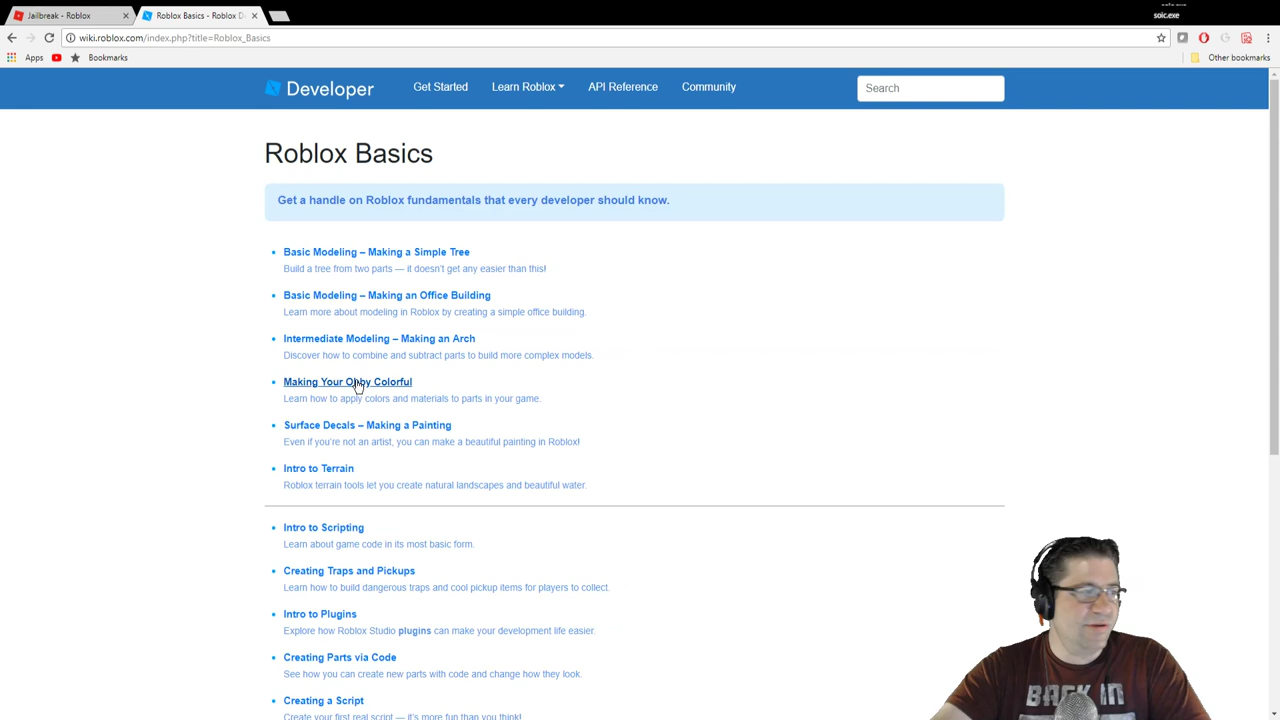 Jailbreak - Roblox
Roblox Basics - Roblox D
solc.exe
wiki.roblox.com/index.php?title=Roblox_Basics
Apps
Bookmarks
Other bookmarks
Developer
Get Started
Learn Roblox
API Reference
Community
Search
Roblox Basics
Get a handle on Roblox fundamentals that every developer should know.
Basic Modeling – Making a Simple Tree
Build a tree from two parts — it doesn't get any easier than this!
Basic Modeling – Making an Office Building
Learn more about modeling in Roblox by creating a simple office building.
Intermediate Modeling – Making an Arch
Discover how to combine and subtract parts to build more complex models.
Making Your Obby Colorful
Learn how to apply colors and materials to parts in your game.
Surface Decals – Making a Painting
Even if you're not an artist, you can make a beautiful painting in Roblox!
Intro to Terrain
Roblox terrain tools let you create natural landscapes and beautiful water.
Intro to Scripting
Learn about game code in its most basic form.
Creating Traps and Pickups
Learn how to build dangerous traps and cool pickup items for players to collect.
Intro to Plugins
Explore how Roblox Studio plugins can make your development life easier.
Creating Parts via Code
See how you can create new parts with code and change how they look.
Creating a Script
Create your first real script — it's more fun than you think!
BACK IN